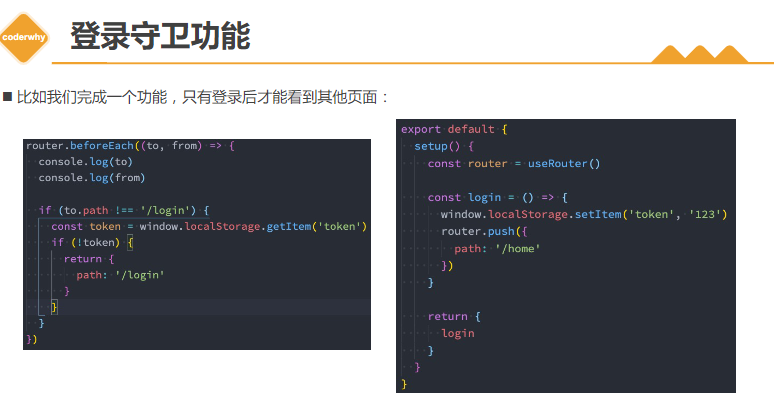 coderwhy
登录守卫功能
■ 比如我们完成一个功能，只有登录后才能看到其他页面：
router.beforeEach((to, from) => {
  console.log(to)
  console.log(from)
  if (to.path !== '/login') {
    const token = window.localStorage.getItem('token')
    if (!token) {
      return {
        path: '/login'
      }
    }
  }
})
export default {
  setup() {
    const router = useRouter()
    const login = () => {
      window.localStorage.setItem('token', '123')
      router.push({
        path: '/home'
      })
    }
    return {
      login
    }
  }
}